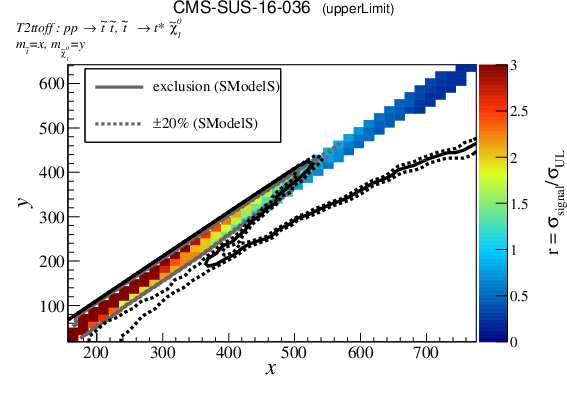 CMS-SUS-16-036 (upperLimit)
T2ttoff : pp → t̃ t̃, t̃ → t* χ̃₁⁰
m_t̃=x, m_χ̃₁⁰=y
exclusion (SModelS)
±20% (SModelS)
600
500
400
300
200
100
y
200 300 400 500 600 700
x
3
2.5
2
1.5
1
0.5
0
r = σ_signal/σ_UL